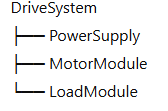 DriveSystem
├── PowerSupply
├── MotorModule
└── LoadModule